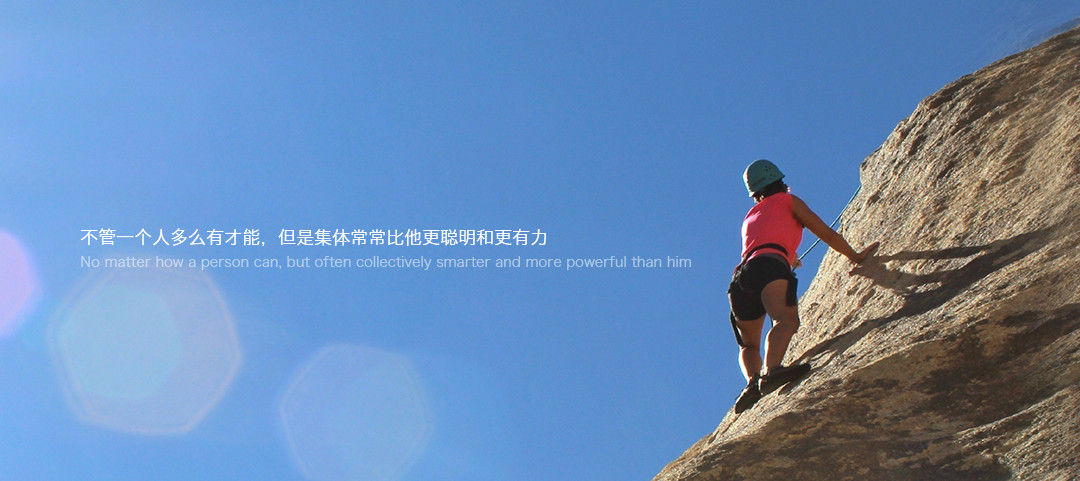 不管一个人多么有才能，但是集体常常比他更聪明和更有力
No matter how a person can, but often collectively smarter and more powerful than him